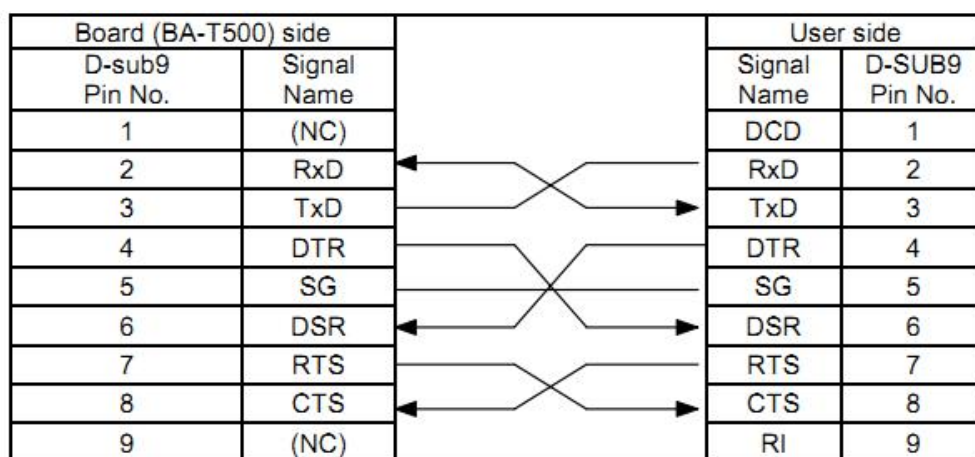 Board (BA-T500) side User side
D-sub9 Signal Signal D-SUB9
Pin No. Name Name Pin No.
1 (NC) DCD 1
2 RxD RxD 2
3 TxD TxD 3
4 DTR DTR 4
5 SG SG 5
6 DSR DSR 6
7 RTS RTS 7
8 CTS CTS 8
9 (NC) RI 9